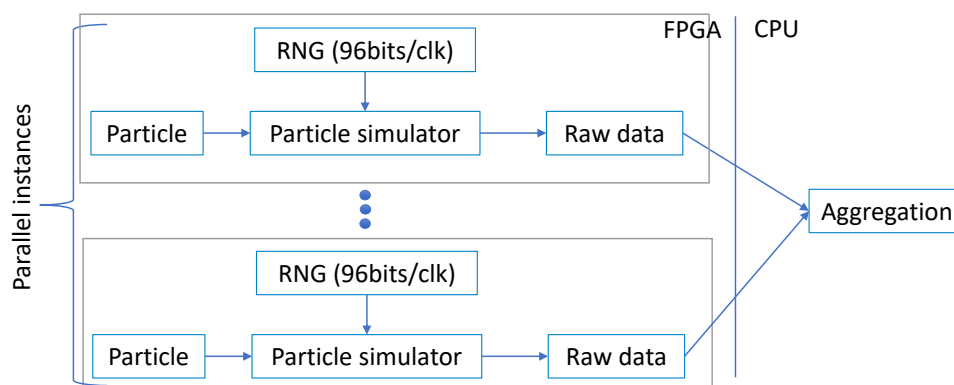 FPGA
CPU
RNG (96bits/clk)
Particle
Particle simulator
Raw data
Parallel instances
Aggregation
RNG (96bits/clk)
Particle
Particle simulator
Raw data